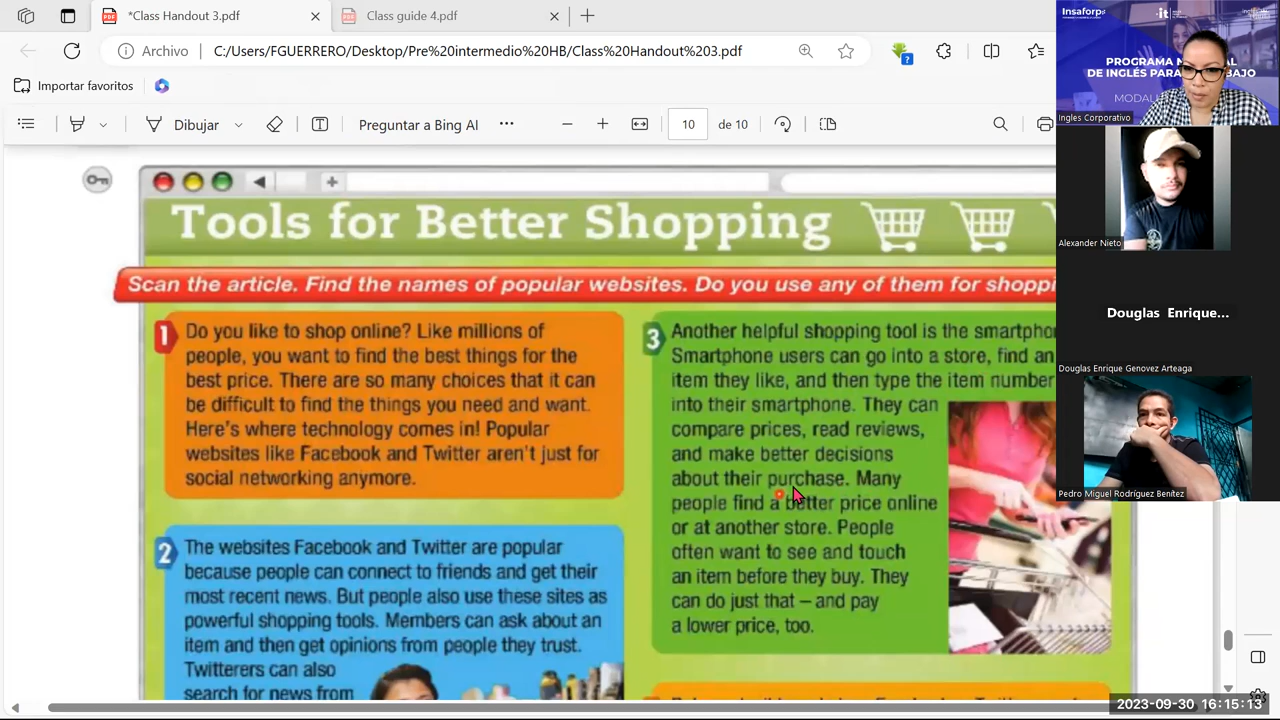 *Class Handout 3.pdf
Class guide 4.pdf
Archivo
C:/Users/FGUERRERO/Desktop/Pre%20intermedio%20HB/Class%20Handout%203.pdf
Importar favoritos
Dibujar
Preguntar a Bing AI
10
de 10
Tools for Better Shopping
Scan the article. Find the names of popular websites. Do you use any of them for shoppi
1
Do you like to shop online? Like millions of
people, you want to find the best things for the
best price. There are so many choices that it can
be difficult to find the things you need and want.
Here's where technology comes in! Popular
websites like Facebook and Twitter aren't just for
social networking anymore.
2
The websites Facebook and Twitter are popular
because people can connect to friends and get their
most recent news. But people also use these sites as
powerful shopping tools. Members can ask about an
item and then get opinions from people they trust.
Twitterers can also
search for news from
3
Another helpful shopping tool is the smartpho
Smartphone users can go into a store, find an
item they like, and then type the item number
into their smartphone. They can
compare prices, read reviews,
and make better decisions
about their purchase. Many
people find a better price online
or at another store. People
often want to see and touch
an item before they buy. They
can do just that – and pay
a lower price, too.
Insaforp
it
PROGRAMA N
AL
DE INGLÉS PARA
BAJO
MODALI
Ingles Corporativo
Alexander Nieto
Douglas Enrique...
Douglas Enrique Genovez Arteaga
Pedro Miguel Rodríguez Benítez
2023-09-30 16:15:13